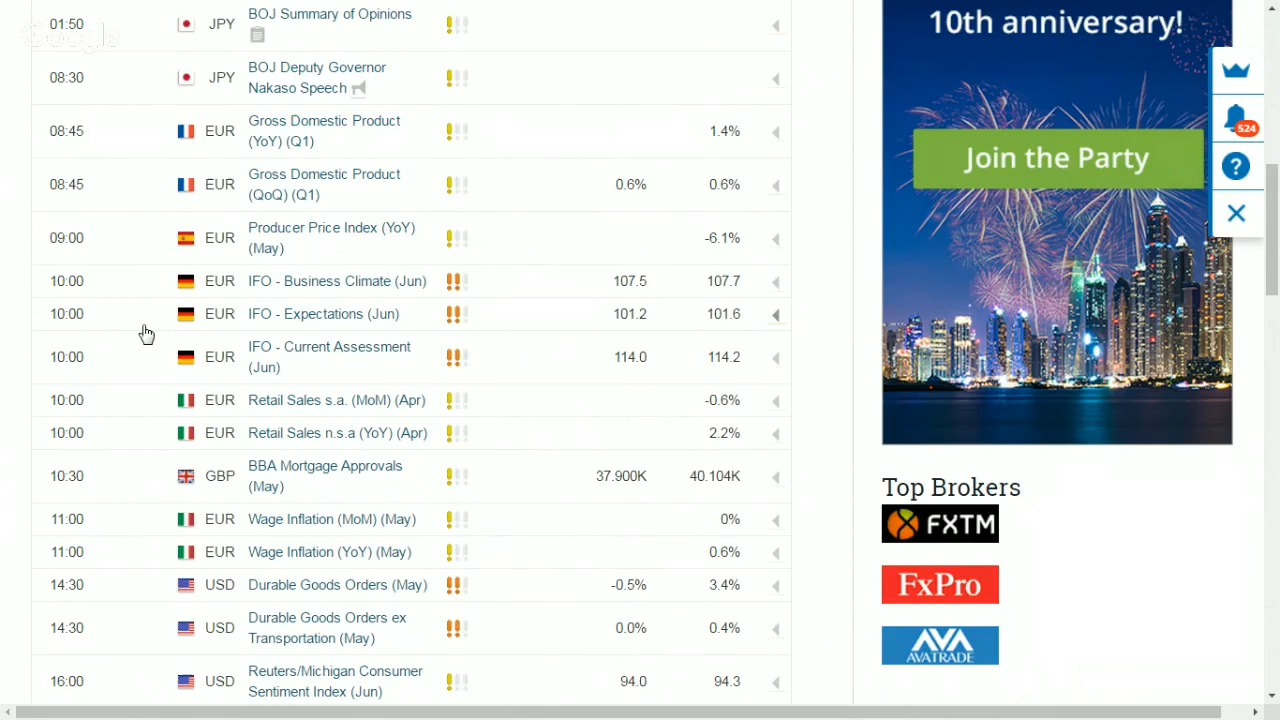 Google
01:50 JPY BOJ Summary of Opinions
08:30 JPY BOJ Deputy Governor
Nakaso Speech
08:45 EUR Gross Domestic Product
(YoY) (Q1) 1.4%
08:45 EUR Gross Domestic Product
(QoQ) (Q1) 0.6% 0.6%
09:00 EUR Producer Price Index (YoY)
(May) -6.1%
10:00 EUR IFO - Business Climate (Jun) 107.5 107.7
10:00 EUR IFO - Expectations (Jun) 101.2 101.6
10:00 EUR IFO - Current Assessment
(Jun) 114.0 114.2
10:00 EUR Retail Sales s.a. (MoM) (Apr) -0.6%
10:00 EUR Retail Sales n.s.a (YoY) (Apr) 2.2%
10:30 GBP BBA Mortgage Approvals
(May) 37.900K 40.104K
11:00 EUR Wage Inflation (MoM) (May) 0%
11:00 EUR Wage Inflation (YoY) (May) 0.6%
14:30 USD Durable Goods Orders (May) -0.5% 3.4%
14:30 USD Durable Goods Orders ex
Transportation (May) 0.0% 0.4%
16:00 USD Reuters/Michigan Consumer
Sentiment Index (Jun) 94.0 94.3
10th anniversary!
Join the Party
524
?
Top Brokers
FXTM
FxPro
AVA
AVATRADE